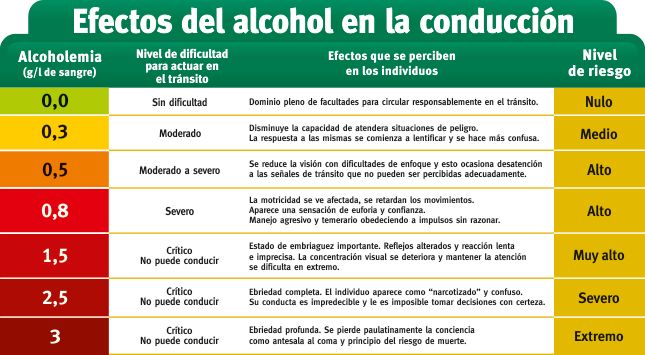 Efectos del alcohol en la conducción
Alcoholemia
(g/l de sangre)
Nivel de dificultad
para actuar en
el tránsito
Efectos que se perciben
en los individuos
Nivel
de riesgo
0,0
Sin dificultad
Dominio pleno de facultades para circular responsablemente en el tránsito.
Nulo
0,3
Moderado
Disminuye la capacidad de atendera situaciones de peligro.
La respuesta a las mismas se comienza a lentificar y se hace más confusa.
Medio
0,5
Moderado a severo
Se reduce la visión con dificultades de enfoque y esto ocasiona desatención
a las señales de tránsito que no pueden ser percibidas adecuadamente.
Alto
0,8
Severo
La motricidad se ve afectada, se retardan los movimientos.
Aparece una sensación de euforia y confianza.
Manejo agresivo y temerario obedeciendo a impulsos sin razonar.
Alto
1,5
Crítico
No puede conducir
Estado de embriaguez importante. Reflejos alterados y reacción lenta
e imprecisa. La concentración visual se deteriora y mantener la atención
se dificulta en extremo.
Muy alto
2,5
Crítico
No puede conducir
Ebriedad completa. El individuo aparece como “narcotizado” y confuso.
Su conducta es impredecible y le es imposible tomar decisiones con certeza.
Severo
3
Crítico
No puede conducir
Ebriedad profunda. Se pierde paulatinamente la conciencia
como antesala al coma y principio del riesgo de muerte.
Extremo